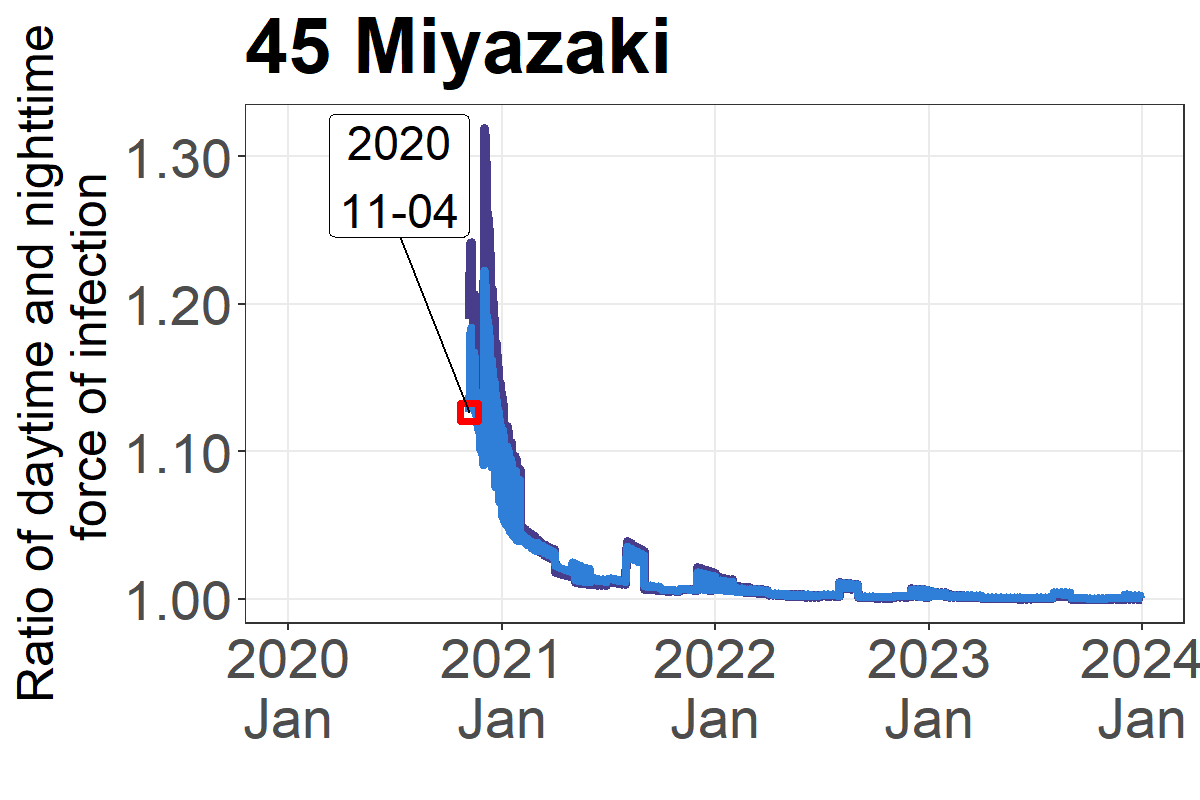 45 Miyazaki
Ratio of daytime and nighttime
force of infection
1.30
1.20
1.10
1.00
2020
11-04
2020
Jan
2021
Jan
2022
Jan
2023
Jan
2024
Jan